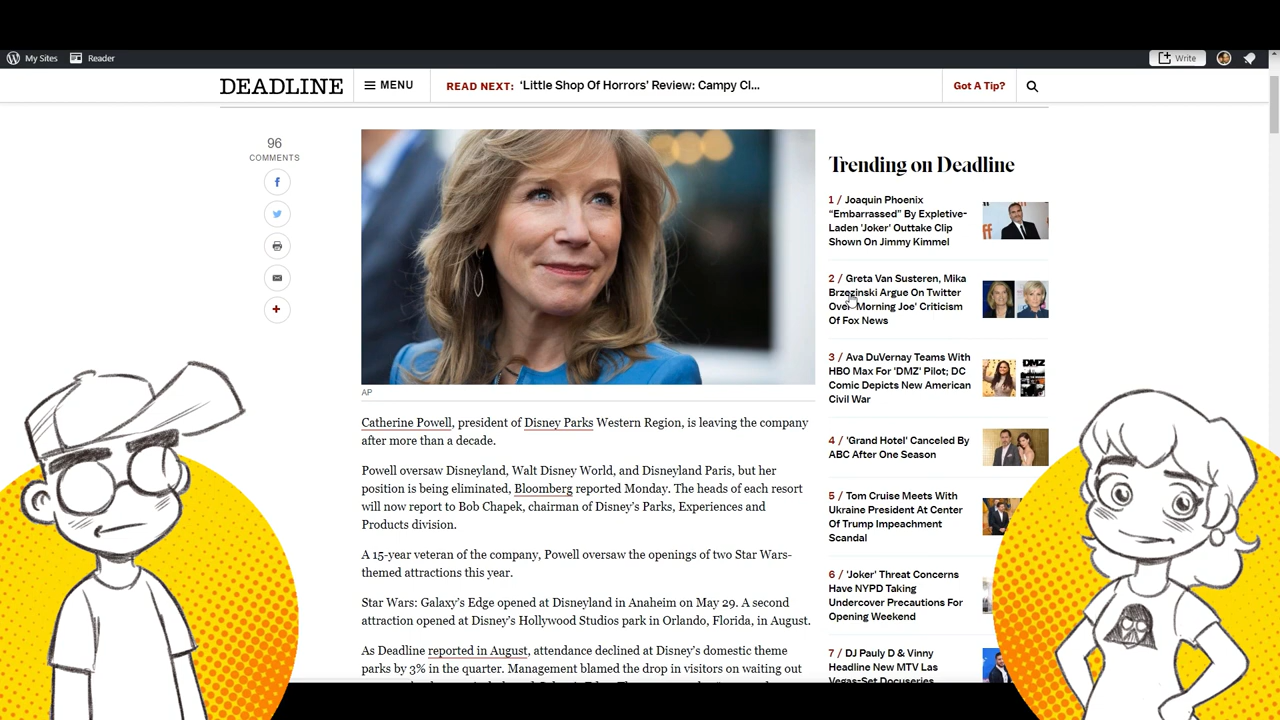 My Sites
Reader
Write
DEADLINE
MENU
READ NEXT: ‘Little Shop Of Horrors’ Review: Campy Cl...
Got A Tip?
96
COMMENTS
AP
Catherine Powell, president of Disney Parks Western Region, is leaving the company
after more than a decade.
Powell oversaw Disneyland, Walt Disney World, and Disneyland Paris, but her
position is being eliminated, Bloomberg reported Monday. The heads of each resort
will now report to Bob Chapek, chairman of Disney's Parks, Experiences and
Products division.
A 15-year veteran of the company, Powell oversaw the openings of two Star Wars-
themed attractions this year.
Star Wars: Galaxy’s Edge opened at Disneyland in Anaheim on May 29. A second
attraction opened at Disney’s Hollywood Studios park in Orlando, Florida, in August.
As Deadline reported in August, attendance declined at Disney's domestic theme
parks by 3% in the quarter. Management blamed the drop in visitors on waiting out
Trending on Deadline
1 / Joaquin Phoenix
“Embarrassed” By Expletive-
Laden 'Joker' Outtake Clip
Shown On Jimmy Kimmel
2 / Greta Van Susteren, Mika
Brzezinski Argue On Twitter
Over 'Morning Joe' Criticism
Of Fox News
3 / Ava DuVernay Teams With
HBO Max For 'DMZ' Pilot; DC
Comic Depicts New American
Civil War
DMZ
4 / 'Grand Hotel' Canceled By
ABC After One Season
5 / Tom Cruise Meets With
Ukraine President At Center
Of Trump Impeachment
Scandal
6 / 'Joker' Threat Concerns
Have NYPD Taking
Undercover Precautions For
Opening Weekend
7 / DJ Pauly D & Vinny
Headline New MTV Las
Vegas-Set Docuseries